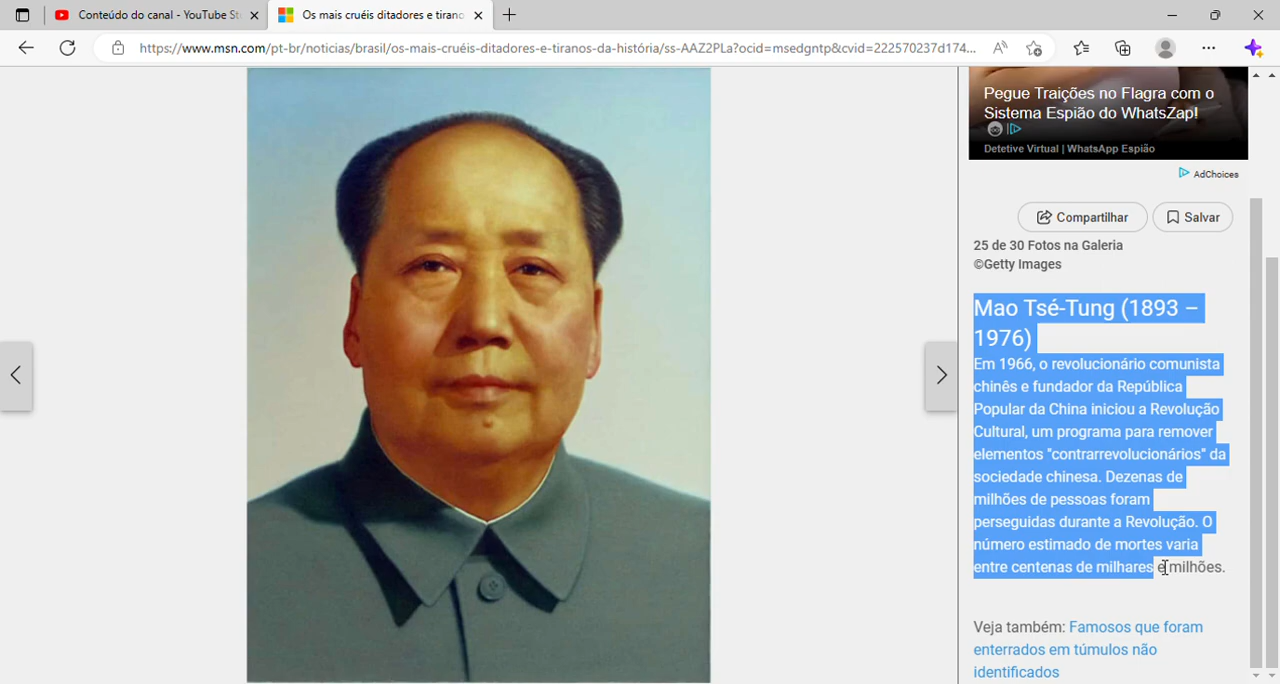 Conteúdo do canal - YouTube St
Os mais cruéis ditadores e tirano
https://www.msn.com/pt-br/noticias/brasil/os-mais-cruéis-ditadores-e-tiranos-da-história/ss-AAZ2PLa?ocid=msedgntp&cvid=222570237d174...
Pegue Traições no Flagra com o
Sistema Espião do WhatsZap!
Detetive Virtual | WhatsApp Espião
AdChoices
Compartilhar
Salvar
25 de 30 Fotos na Galeria
©Getty Images
Mao Tsé-Tung (1893 –
1976)
Em 1966, o revolucionário comunista
chinês e fundador da República
Popular da China iniciou a Revolução
Cultural, um programa para remover
elementos "contrarrevolucionários" da
sociedade chinesa. Dezenas de
milhões de pessoas foram
perseguidas durante a Revolução. O
número estimado de mortes varia
entre centenas de milhares e milhões.
Veja também: Famosos que foram
enterrados em túmulos não
identificados